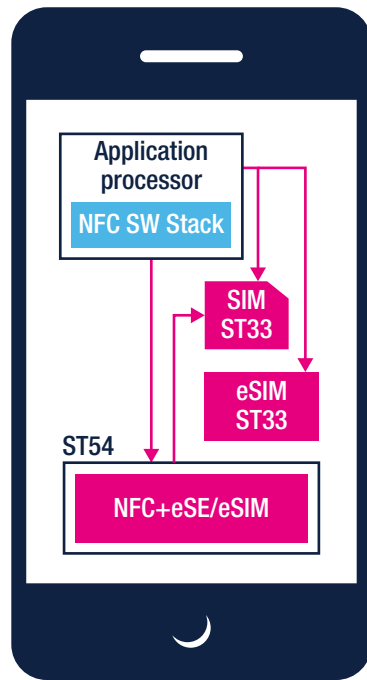 Application
processor
NFC SW Stack
SIM
ST33
eSIM
ST33
ST54
NFC+eSE/eSIM